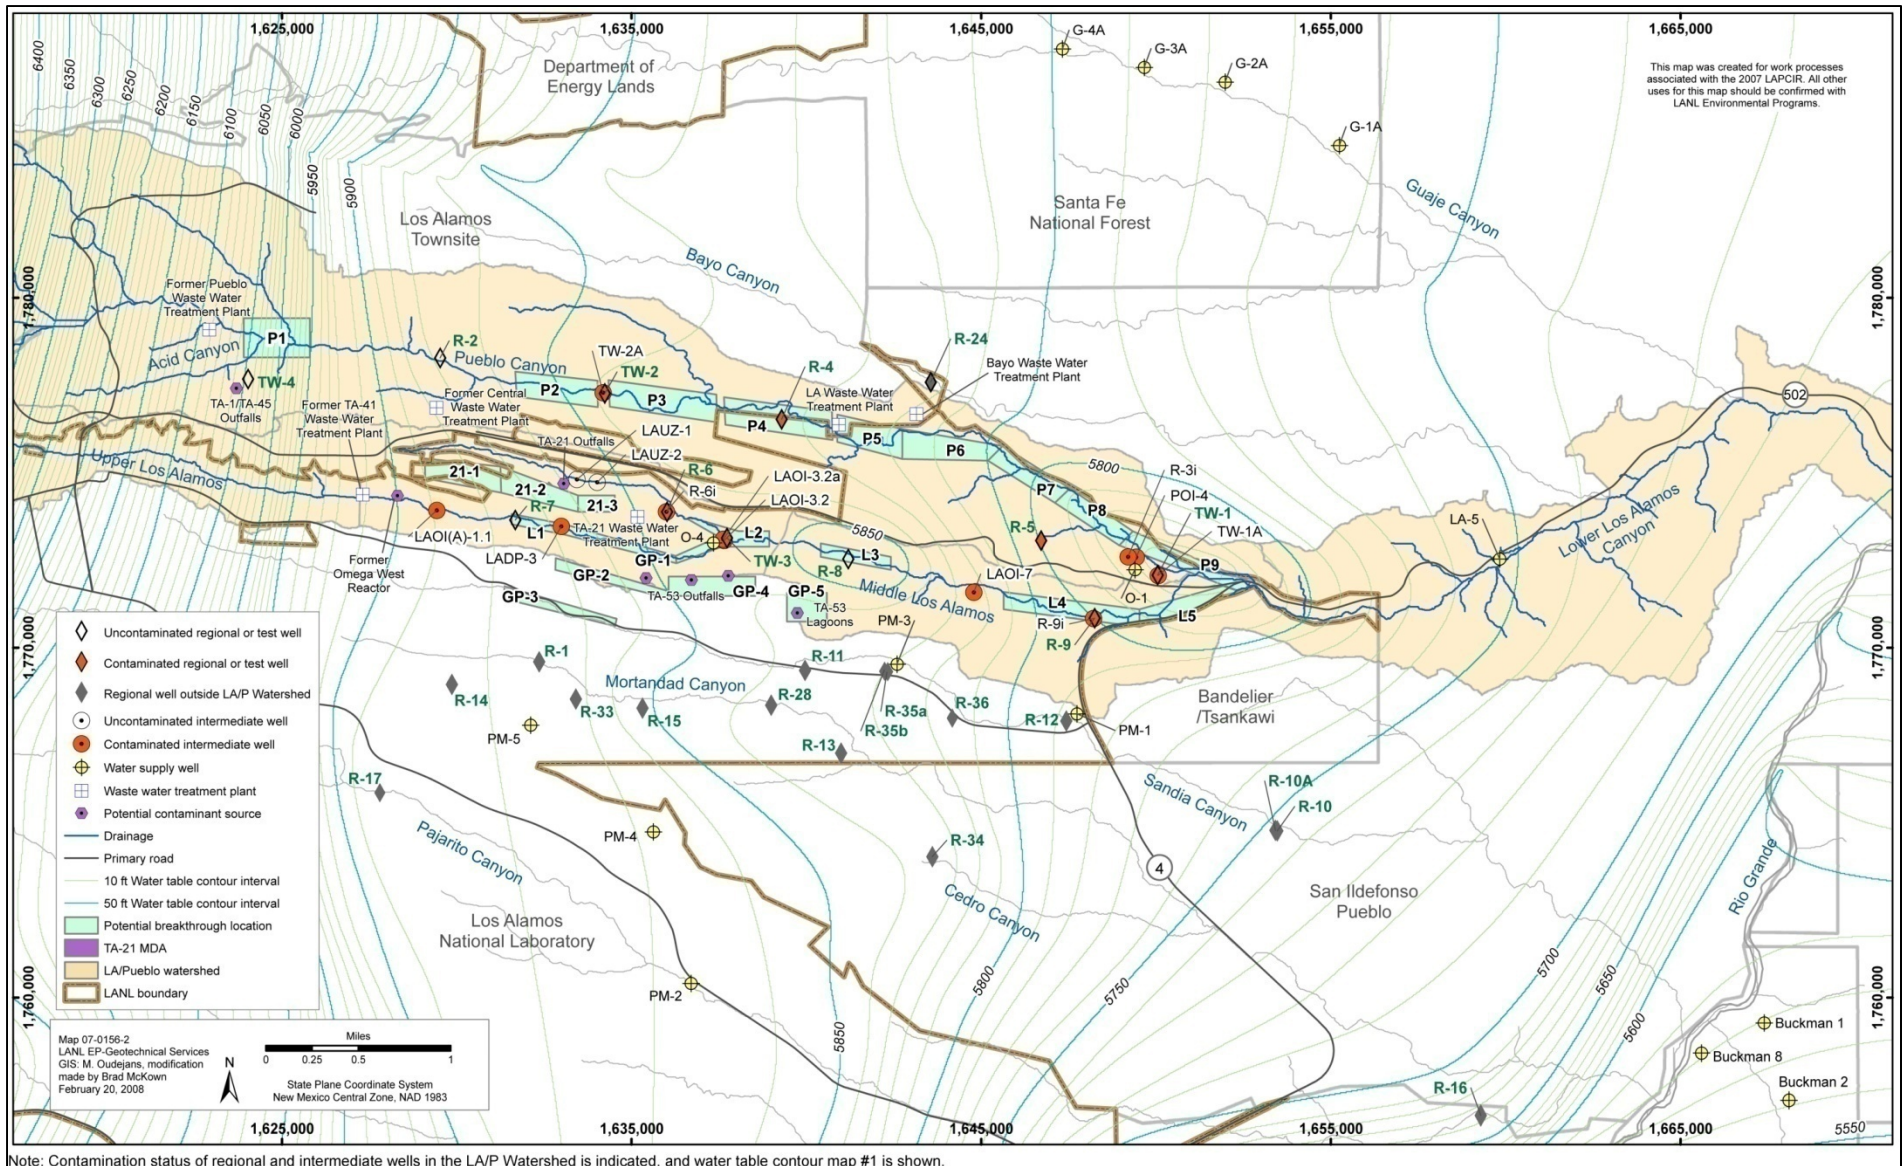 1,625,000
1,635,000
1,645,000
1,655,000
1,665,000
6400
6350
6300
6250
6200
6150
6100
6050
6000
5950
5900
Department of
Energy Lands
G-4A
G-3A
G-2A
G-1A
This map was created for work processes
associated with the 2007 LAPCIR. All other
uses for this map should be confirmed with
LANL Environmental Programs.
Los Alamos
Townsite
Santa Fe
National Forest
Guaje Canyon
Bayo Canyon
1,780,000
1,780,000
Former Pueblo
Waste Water
Treatment Plant
P1
Acid Canyon
TW-4
TA-1/TA-45
Outfalls
R-2
Pueblo Canyon
TW-2A
TW-2
P2
P3
R-4
P4
LA Waste Water
Treatment Plant
R-24
Bayo Waste Water
Treatment Plant
P5
P6
502
Former TA-41
Waste Water
Treatment Plant
Former Central
Waste Water
Treatment Plant
TA-21 Outfalls
LAUZ-1
LAUZ-2
R-6
R-6i
LAOI-3.2a
LAOI-3.2
Upper Los Alamos
21-1
21-2
21-3
R-7
L1
TA-21 Waste Water
Treatment Plant
O-4
L2
TW-3
5850
5800
P7
P8
R-3i
POI-4
TW-1
TW-1A
R-5
LA-5
Lower Los Alamos
Canyon
LAOI(A)-1.1
LADP-3
Former
Omega West
Reactor
GP-1
GP-2
GP-3
TA-53 Outfalls
GP-4
GP-5
TA-53
Lagoons
R-8
L3
Middle Los Alamos
LAOI-7
L4
O-1
P9
L5
R-9i
R-9
PM-3
1,770,000
1,770,000
Uncontaminated regional or test well
Contaminated regional or test well
Regional well outside LA/P Watershed
Uncontaminated intermediate well
Contaminated intermediate well
Water supply well
Waste water treatment plant
Potential contaminant source
Drainage
Primary road
10 ft Water table contour interval
50 ft Water table contour interval
Potential breakthrough location
TA-21 MDA
LA/Pueblo watershed
LANL boundary
R-1
R-14
R-33
Mortandad Canyon
R-15
R-28
R-11
R-35a
R-35b
R-36
R-12
PM-1
Bandelier
/Tsankawi
PM-5
R-13
R-17
Sandia Canyon
R-10A
R-10
PM-4
R-34
Pajarito Canyon
4
Cedro Canyon
San Ildefonso
Pueblo
Rio Grande
Los Alamos
National Laboratory
PM-2
5850
5800
5750
5700
5650
5600
5550
1,760,000
1,760,000
Buckman 1
Buckman 8
Buckman 2
R-16
Map 07-0156-2
LANL EP-Geotechnical Services
GIS: M. Oudejans, modification
made by Brad McKown
February 20, 2008
N
Miles
0 0.25 0.5 1
State Plane Coordinate System
New Mexico Central Zone, NAD 1983
1,625,000
1,635,000
1,645,000
1,655,000
1,665,000
Note: Contamination status of regional and intermediate wells in the LA/P Watershed is indicated, and water table contour map #1 is shown.